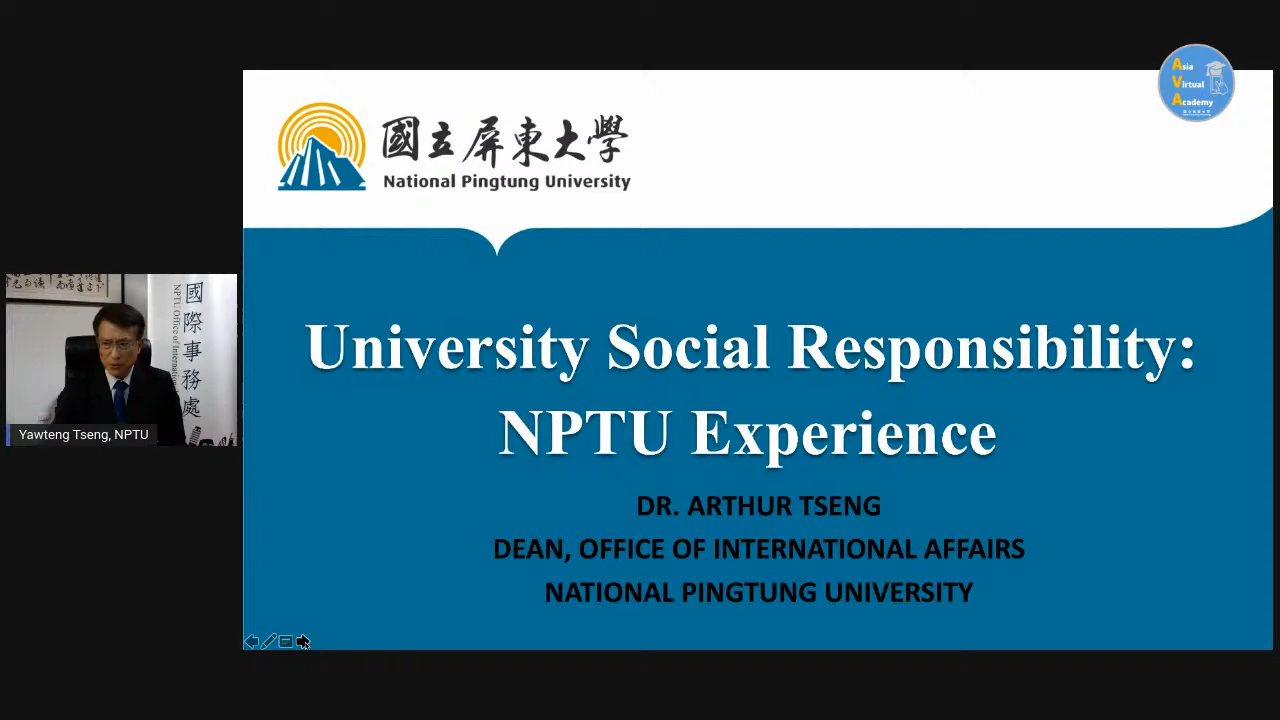 Asia
Virtual
Academy
國立屏東大學
National Pingtung University
University Social Responsibility:
NPTU Experience
DR. ARTHUR TSENG
DEAN, OFFICE OF INTERNATIONAL AFFAIRS
NATIONAL PINGTUNG UNIVERSITY
國際事務處
NPTU Office of International
Yawteng Tseng, NPTU